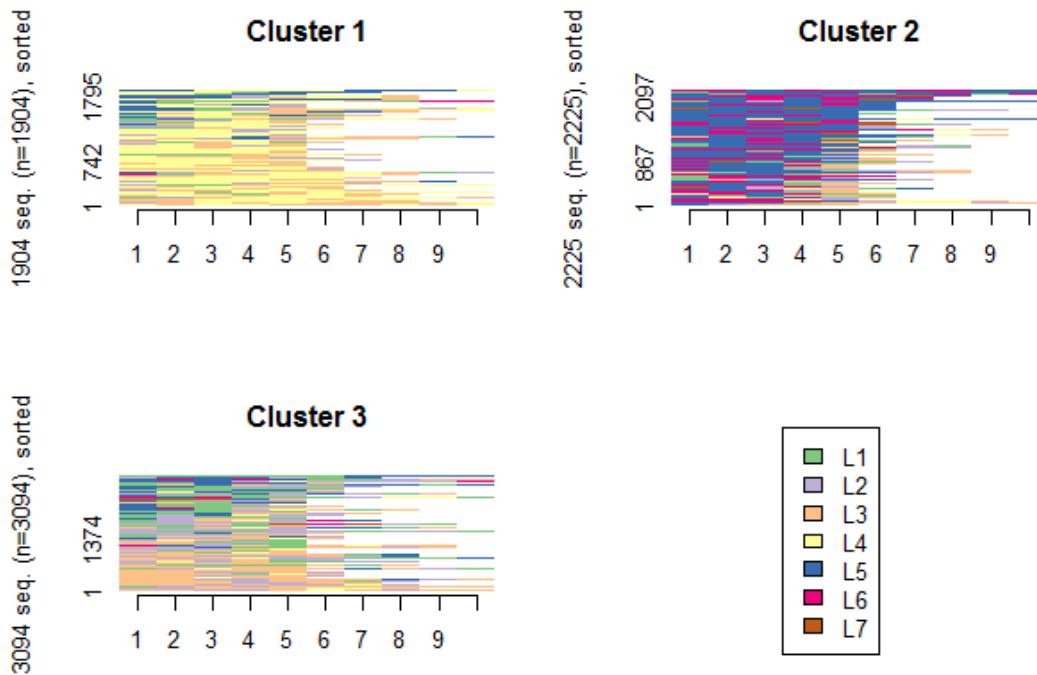 Cluster 1
1904 seq. (n=1904), sorted
1 742 1795
1 2 3 4 5 6 7 8 9
Cluster 2
2225 seq. (n=2225), sorted
1 867 2097
1 2 3 4 5 6 7 8 9
Cluster 3
3094 seq. (n=3094), sorted
1 1374
1 2 3 4 5 6 7 8 9
L1
L2
L3
L4
L5
L6
L7